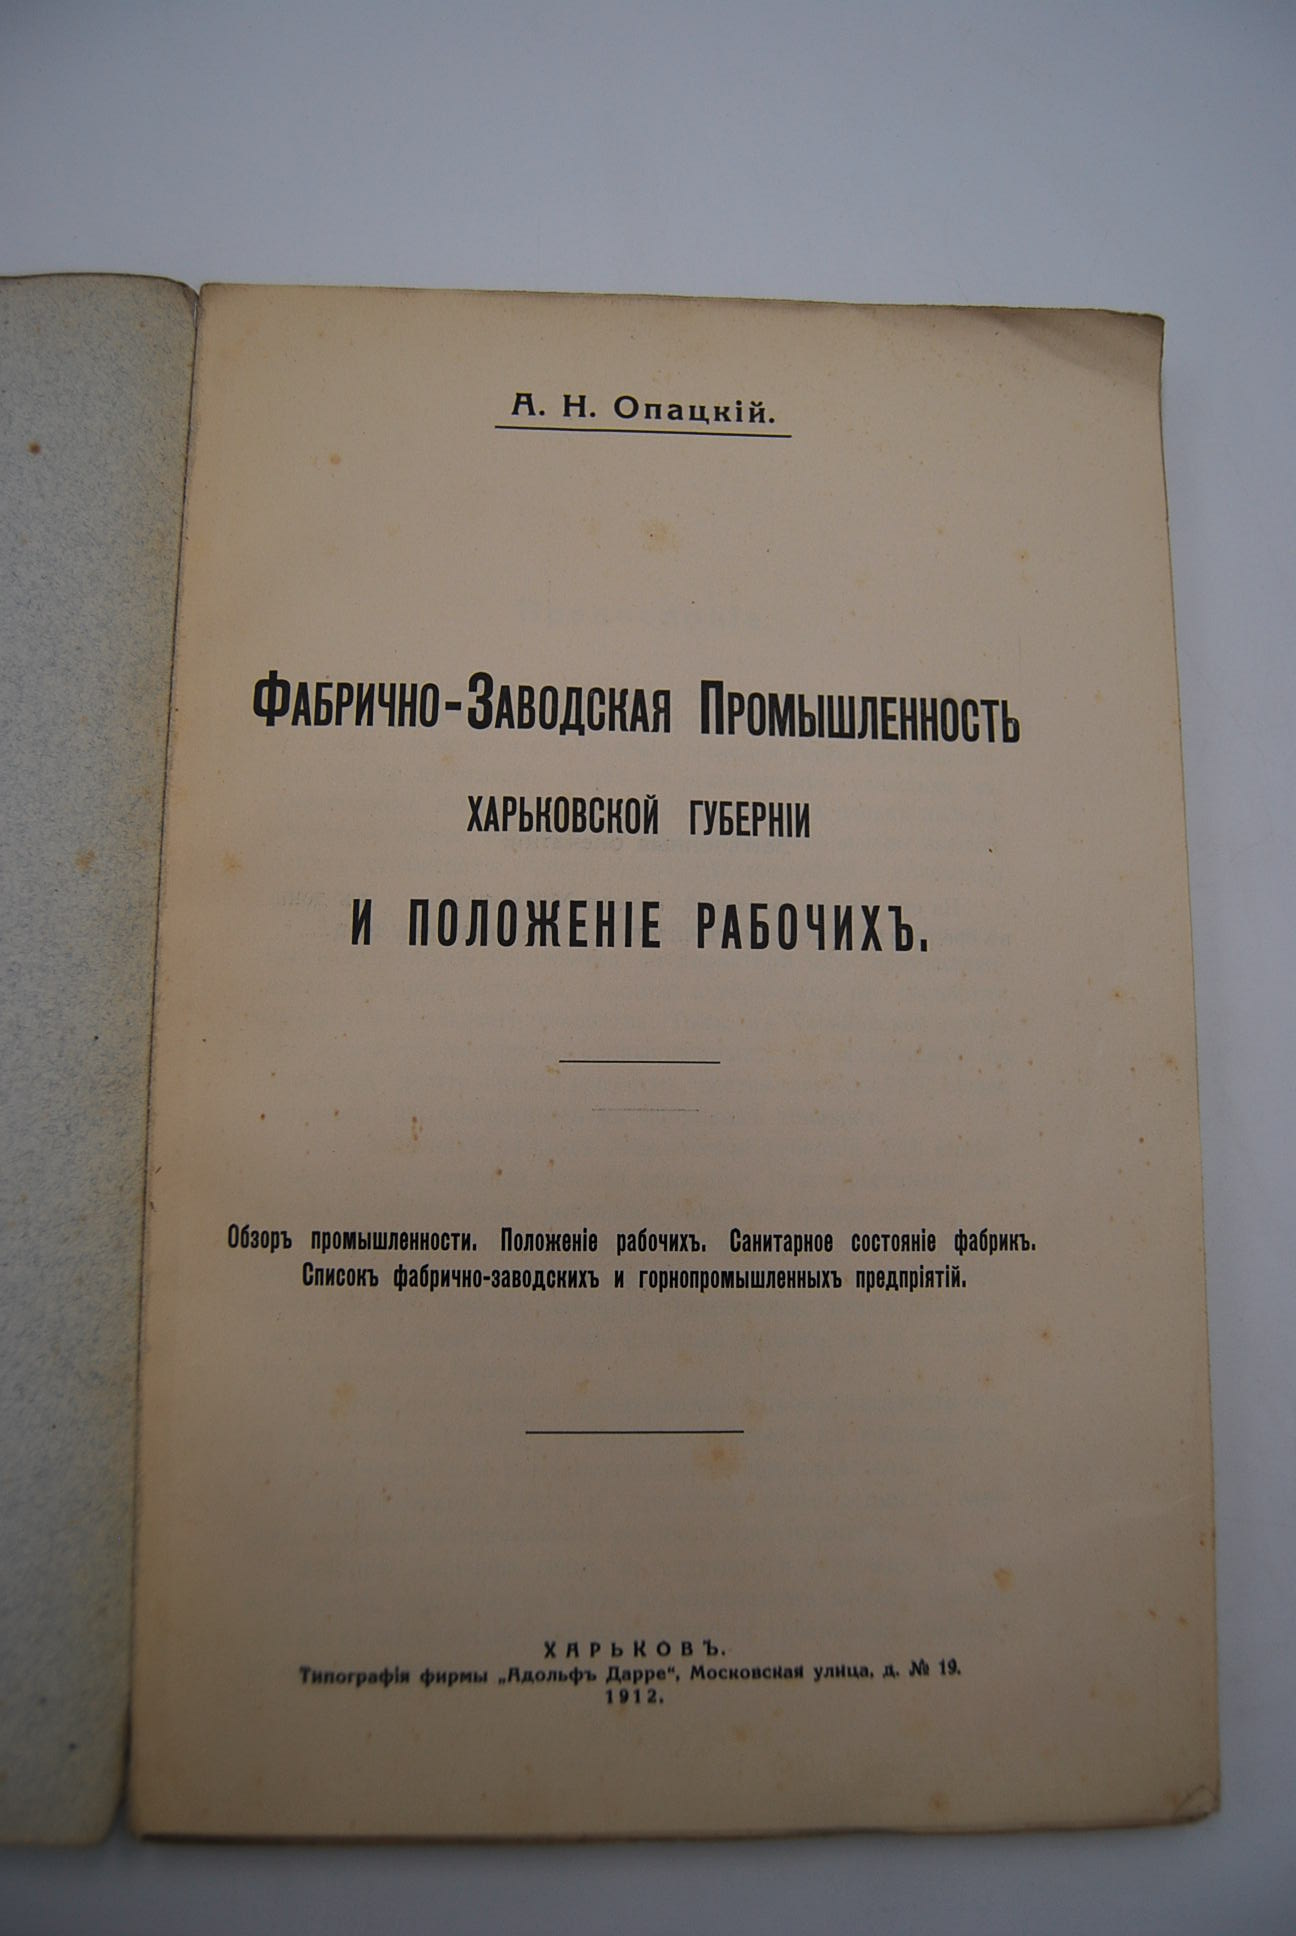 А. Н. Опацкій.
Фабрично-Заводская Промышленность
ХАРЬКОВСКОЙ ГУБЕРНІИ
И ПОЛОЖЕНІЕ РАБОЧИХЪ.
Обзоръ промышленности. Положеніе рабочихъ. Санитарное состояніе фабрикъ.
Списокъ фабрично-заводскихъ и горнопромышленныхъ предпріятій.
ХАРЬКОВЪ.
Типографія фирмы „Адольфъ Дарре“, Московская улица, д. № 19.
1912.